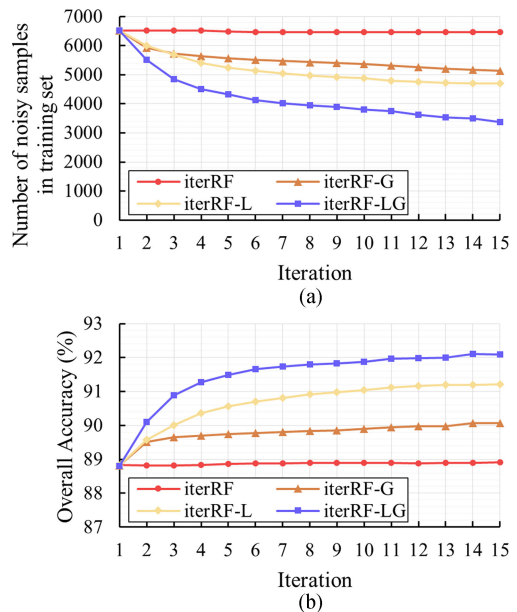 Number of noisy samples
in training set
7000
6000
5000
4000
3000
2000
1000
0
iterRF
iterRF-G
iterRF-L
iterRF-LG
1 2 3 4 5 6 7 8 9 10 11 12 13 14 15
Iteration
(a)
Overall Accuracy (%)
93
92
91
90
89
88
87
iterRF
iterRF-G
iterRF-L
iterRF-LG
1 2 3 4 5 6 7 8 9 10 11 12 13 14 15
Iteration
(b)